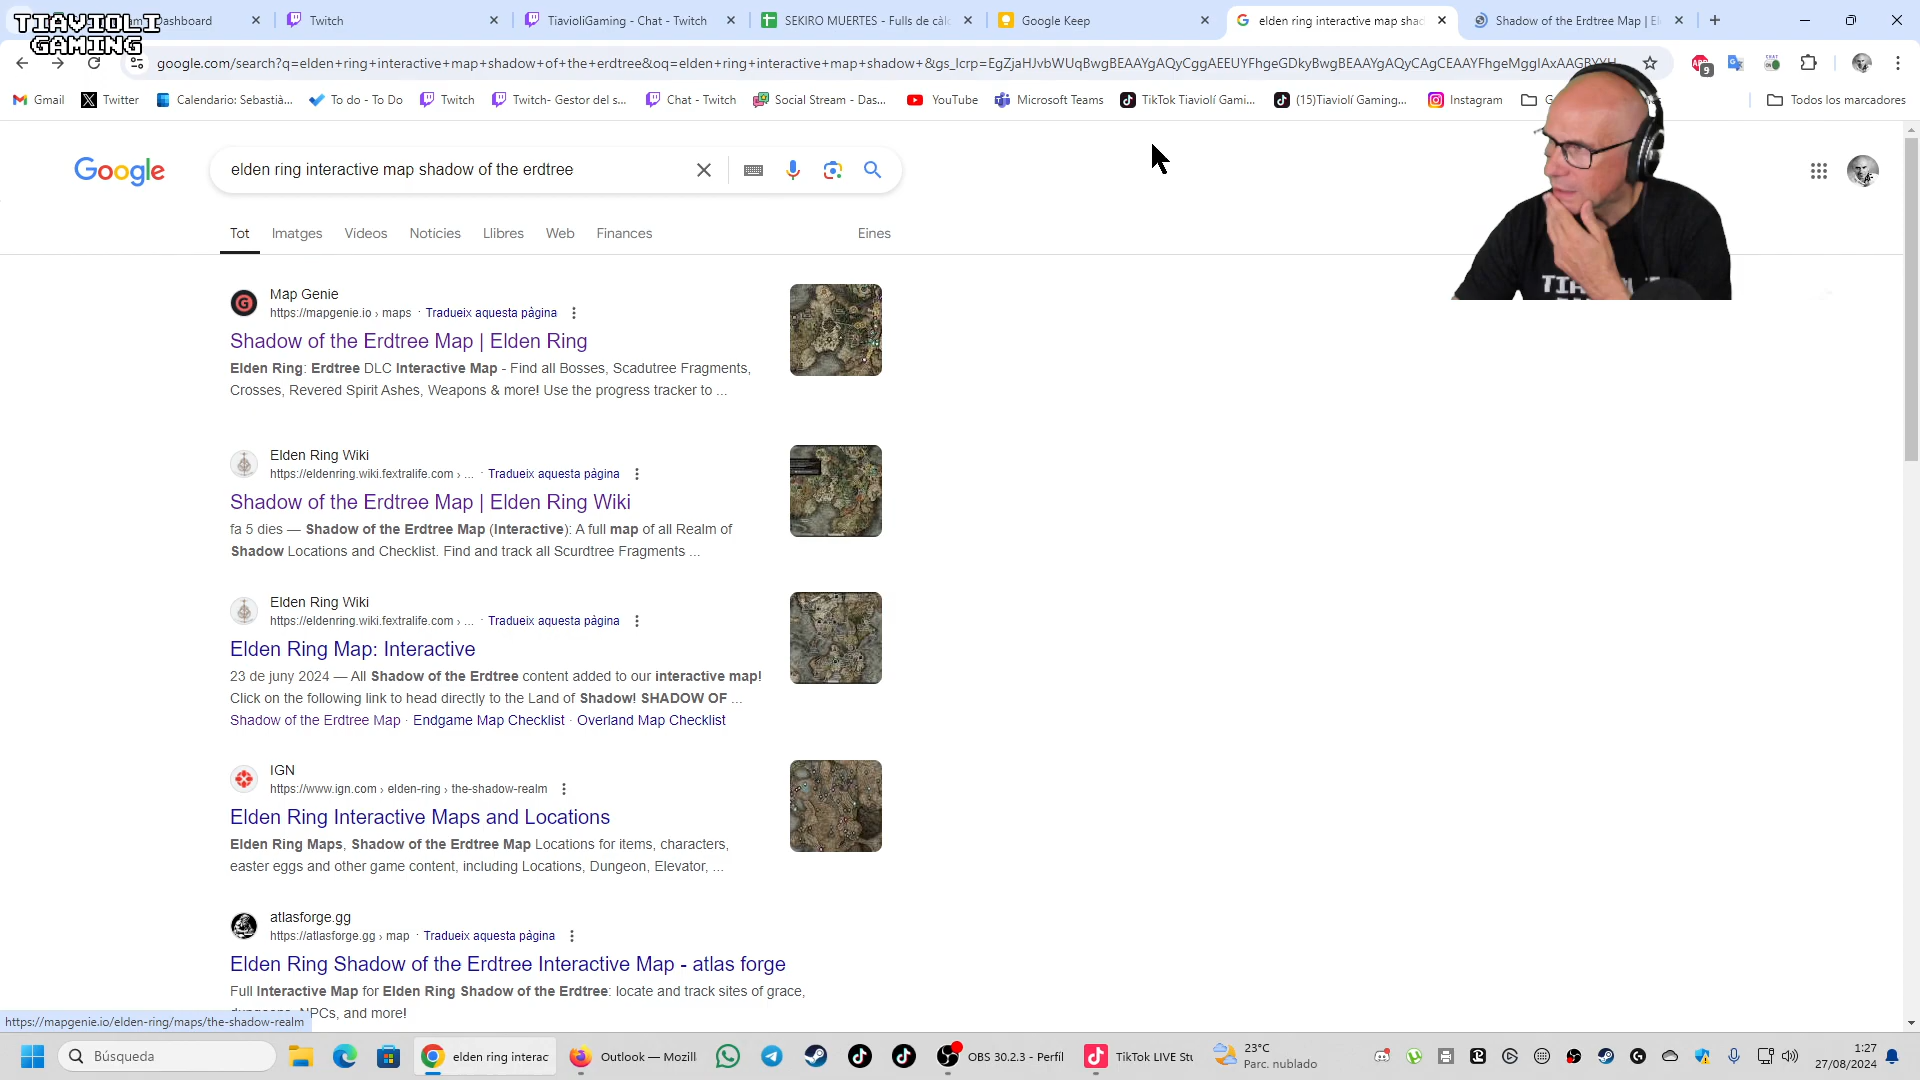 TIAVIOLI
GAMING
Dashboard
Twitch
TiavioliGaming - Chat - Twitch
SEKIRO MUERTES - Fulls de càlc
Google Keep
elden ring interactive map shad
Shadow of the Erdtree Map | El
google.com/search?q=elden+ring+interactive+map+shadow+of+the+erdtree&oq=elden+ring+interactive+map+shadow+&gs_lcrp=EgZjaHJvbWUqBwgBEAAYgAQyCggAEEUYFhgeGDkyBwgBEAAYgAQyCAgCEAAYFhgeMggIAxAAGBYYH
9
Gmail
Twitter
Calendario: Sebastià...
To do - To Do
Twitch
Twitch- Gestor del s...
Chat - Twitch
Social Stream - Das...
YouTube
Microsoft Teams
TikTok Tiavioli Gami...
(15)Tiavioli Gaming...
Instagram
Todos los marcadores
Google
elden ring interactive map shadow of the erdtree
Tot
Imatges
Vídeos
Notícies
Llibres
Web
Finances
Eines
Map Genie
https://mapgenie.io › maps · Tradueix aquesta pàgina
Shadow of the Erdtree Map | Elden Ring
Elden Ring: Erdtree DLC Interactive Map - Find all Bosses, Scadutree Fragments,
Crosses, Revered Spirit Ashes, Weapons & more! Use the progress tracker to ...
Elden Ring Wiki
https://eldenring.wiki.fextralife.com › ... · Tradueix aquesta pàgina
Shadow of the Erdtree Map | Elden Ring Wiki
fa 5 dies — Shadow of the Erdtree Map (Interactive): A full map of all Realm of
Shadow Locations and Checklist. Find and track all Scurdtree Fragments ...
Elden Ring Wiki
https://eldenring.wiki.fextralife.com › ... · Tradueix aquesta pàgina
Elden Ring Map: Interactive
23 de juny 2024 — All Shadow of the Erdtree content added to our interactive map!
Click on the following link to head directly to the Land of Shadow! SHADOW OF ...
Shadow of the Erdtree Map · Endgame Map Checklist · Overland Map Checklist
IGN
https://www.ign.com › elden-ring › the-shadow-realm
Elden Ring Interactive Maps and Locations
Elden Ring Maps, Shadow of the Erdtree Map Locations for items, characters,
easter eggs and other game content, including Locations, Dungeon, Elevator, ...
atlasforge.gg
https://atlasforge.gg › map · Tradueix aquesta pàgina
Elden Ring Shadow of the Erdtree Interactive Map - atlas forge
Full Interactive Map for Elden Ring Shadow of the Erdtree: locate and track sites of grace,
dungeons, NPCs, and more!
https://mapgenie.io/elden-ring/maps/the-shadow-realm
Búsqueda
elden ring interac
Outlook — Mozill
OBS 30.2.3 - Perfil
TikTok LIVE Stu
23°C
Parc. nublado
1:27
27/08/2024